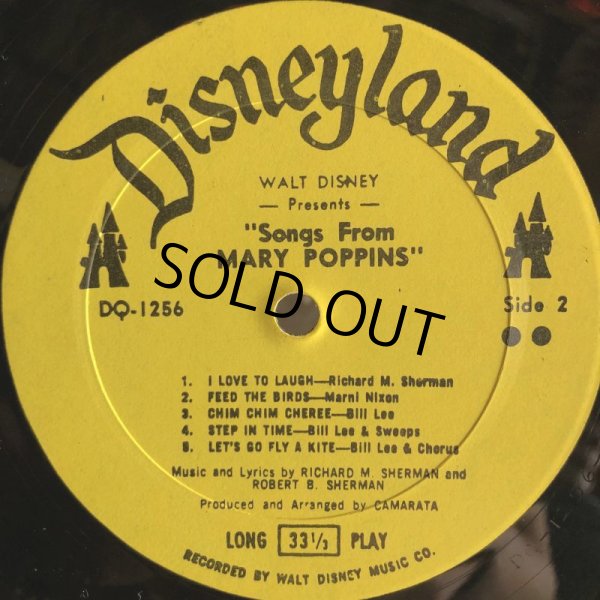 Disneyland
WALT DISNEY
— Presents —
"Songs From
MARY POPPINS"
SOLD OUT
DQ-1256
Side 2
1. I LOVE TO LAUGH—Richard M. Sherman
2. FEED THE BIRDS—Marni Nixon
3. CHIM CHIM CHEREE—Bill Lee
4. STEP IN TIME—Bill Lee & Sweeps
5. LET'S GO FLY A KITE—Bill Lee & Chorus
Music and Lyrics by RICHARD M. SHERMAN and
ROBERT B. SHERMAN
Produced and Arranged by CAMARATA
LONG 33⅓ PLAY
RECORDED BY WALT DISNEY MUSIC CO.